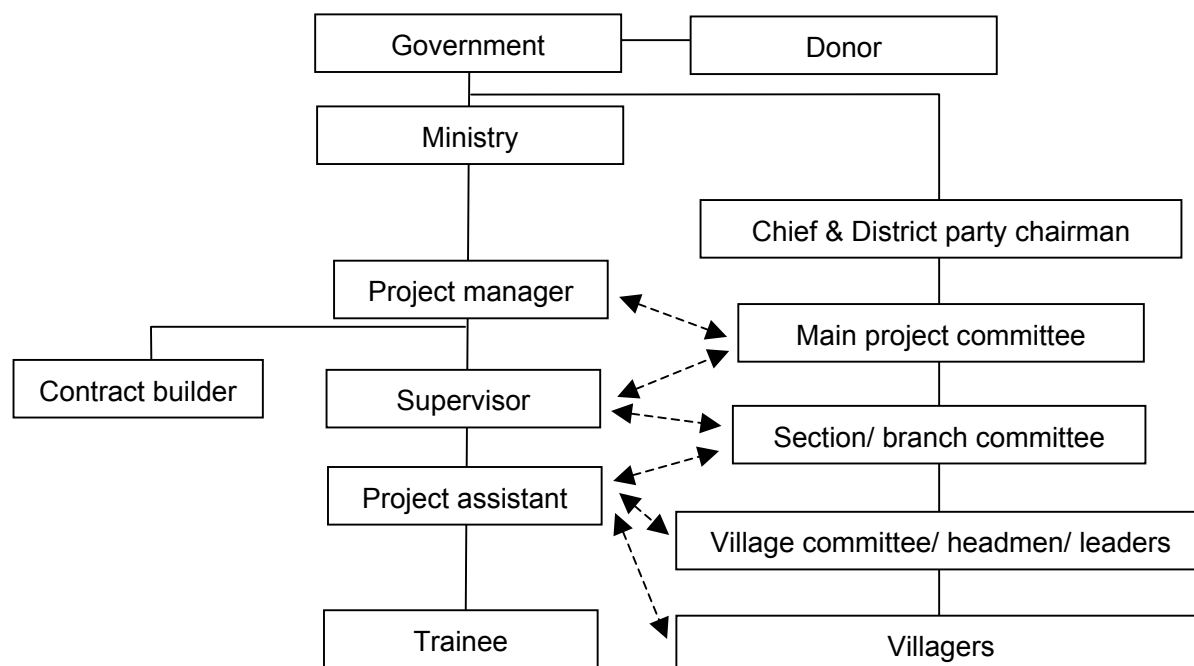 Government
Donor
Ministry
Chief & District party chairman
Project manager
Main project committee
Contract builder
Supervisor
Section/ branch committee
Project assistant
Village committee/ headmen/ leaders
Trainee
Villagers